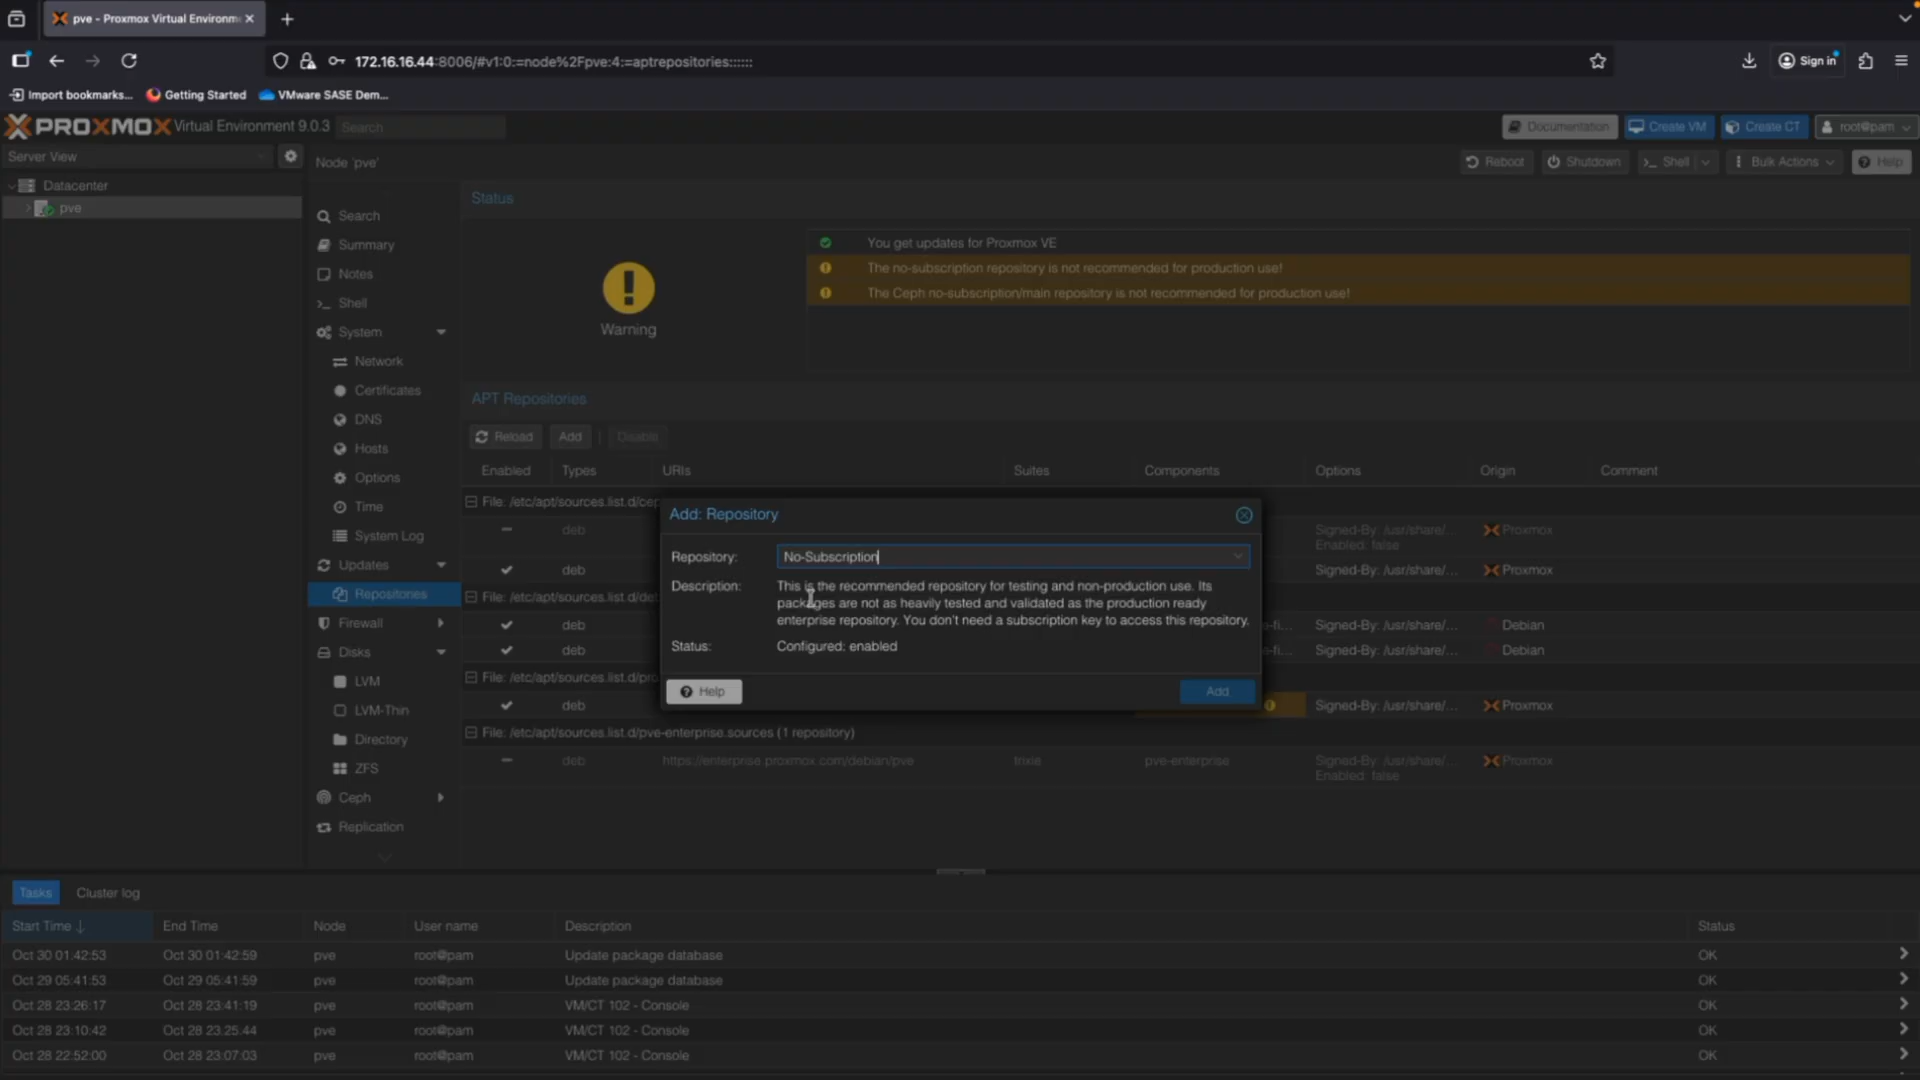 pve - Proxmox Virtual Environm
172.16.16.44:8006/#v1:0:=node%2Fpve:4:=aptrepositories::::::
Sign in
Import bookmarks...
Getting Started
VMware SASE Dem...
PROXMOX Virtual Environment 9.0.3
Search
Documentation
Create VM
Create CT
root@pam
Server View
Node 'pve'
Reboot
Shutdown
Shell
Bulk Actions
Help
Datacenter
pve
Search
Summary
Notes
Shell
System
Network
Certificates
DNS
Hosts
Options
Time
System Log
Updates
Repositories
Firewall
Disks
LVM
LVM-Thin
Directory
ZFS
Ceph
Replication
Status
Warning
You get updates for Proxmox VE
The no-subscription repository is not recommended for production use!
The Ceph no-subscription/main repository is not recommended for production use!
APT Repositories
Reload
Add
Disable
Enabled Types URIs Suites Components Options Origin Comment
File: /etc/apt/sources.list.d/cep
deb Signed-By: /usr/share/... Proxmox
Enabled: false
deb Signed-By: /usr/share/... Proxmox
File: /etc/apt/sources.list.d/det
deb e-fi... Signed-By: /usr/share/... Debian
deb e-fi... Signed-By: /usr/share/... Debian
File: /etc/apt/sources.list.d/pro
deb Signed-By: /usr/share/... Proxmox
File: /etc/apt/sources.list.d/pve-enterprise.sources (1 repository)
deb https://enterprise.proxmox.com/debian/pve trixie pve-enterprise Signed-By: /usr/share/... Proxmox
Enabled: false
Add: Repository
Repository: No-Subscription
Description: This is the recommended repository for testing and non-production use. Its
packages are not as heavily tested and validated as the production ready
enterprise repository. You don't need a subscription key to access this repository.
Status: Configured: enabled
Help
Add
Tasks
Cluster log
Start Time ↓ End Time Node User name Description Status
Oct 30 01:42:53 Oct 30 01:42:59 pve root@pam Update package database OK
Oct 29 05:41:53 Oct 29 05:41:59 pve root@pam Update package database OK
Oct 28 23:26:17 Oct 28 23:41:19 pve root@pam VM/CT 102 - Console OK
Oct 28 23:10:42 Oct 28 23:25:44 pve root@pam VM/CT 102 - Console OK
Oct 28 22:52:00 Oct 28 23:07:03 pve root@pam VM/CT 102 - Console OK